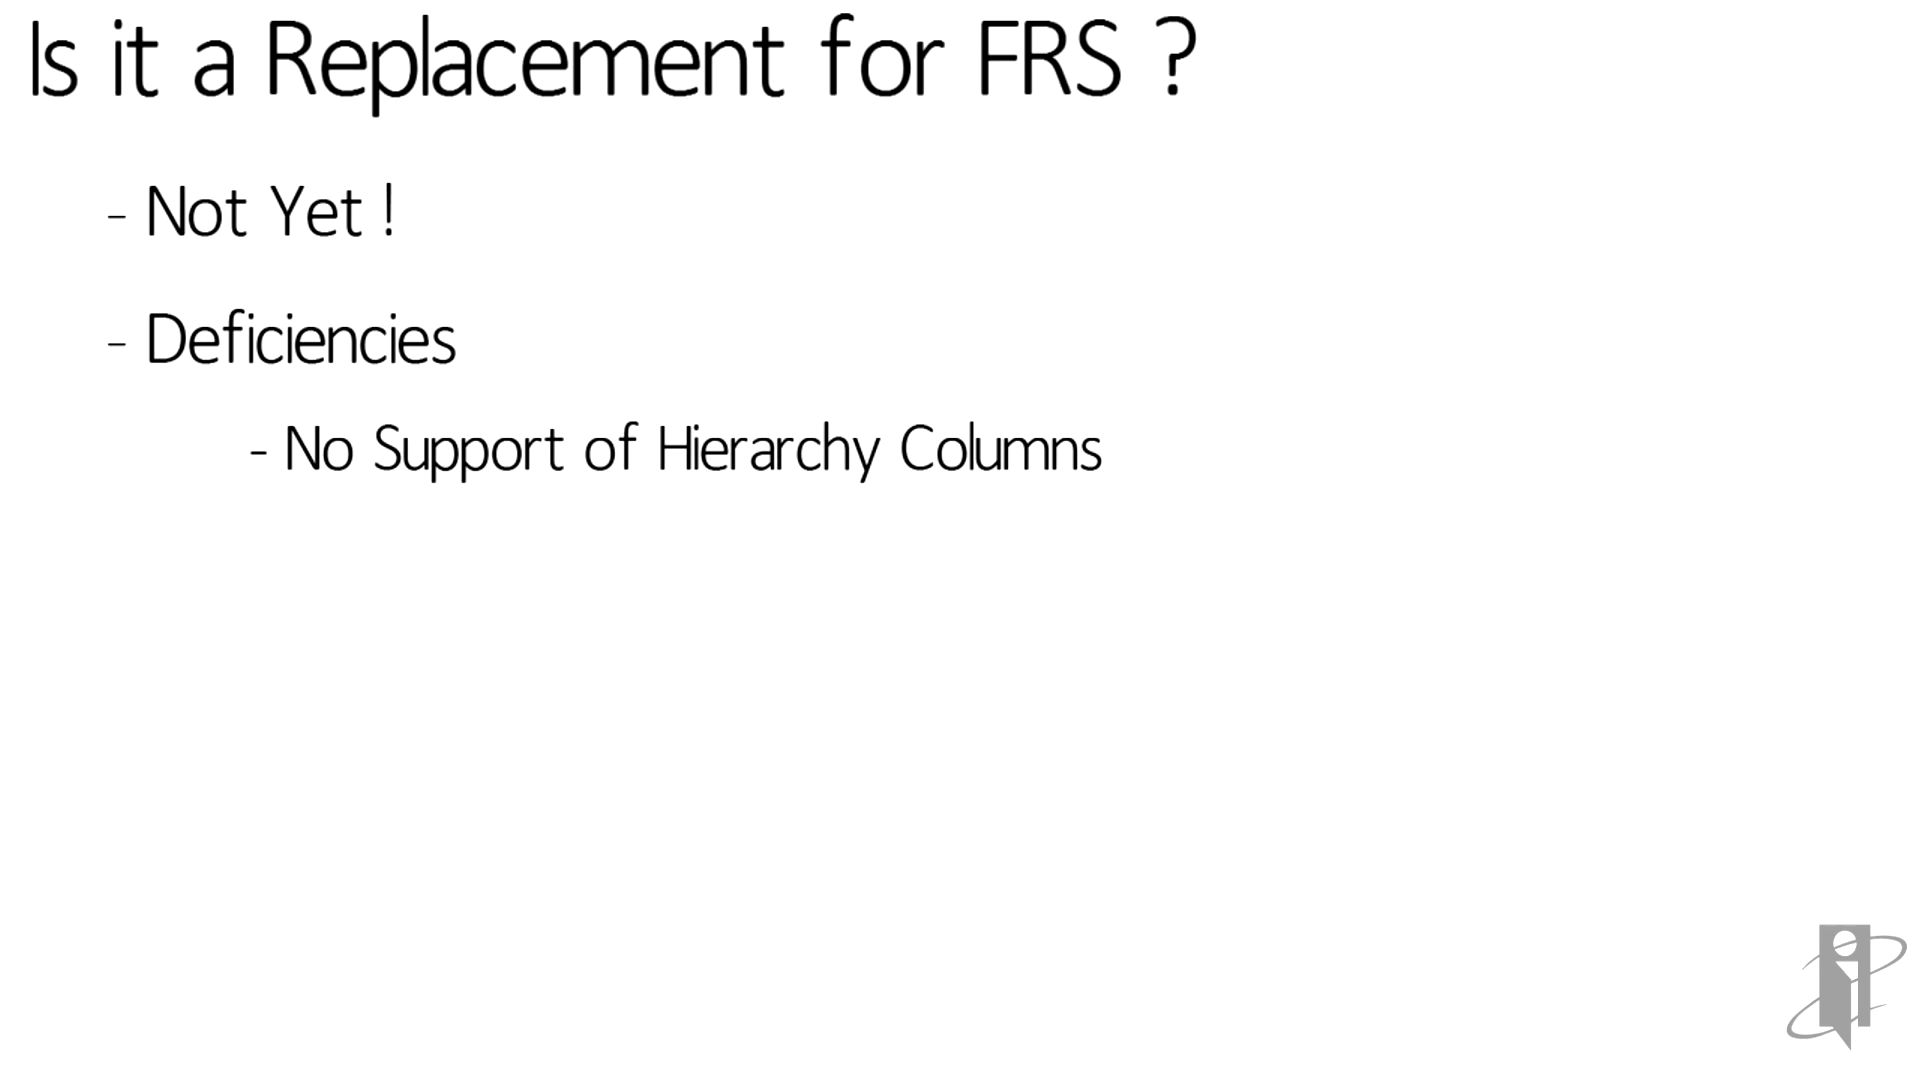 Is it a Replacement for FRS ?
- Not Yet !
- Deficiencies
- No Support of Hierarchy Columns